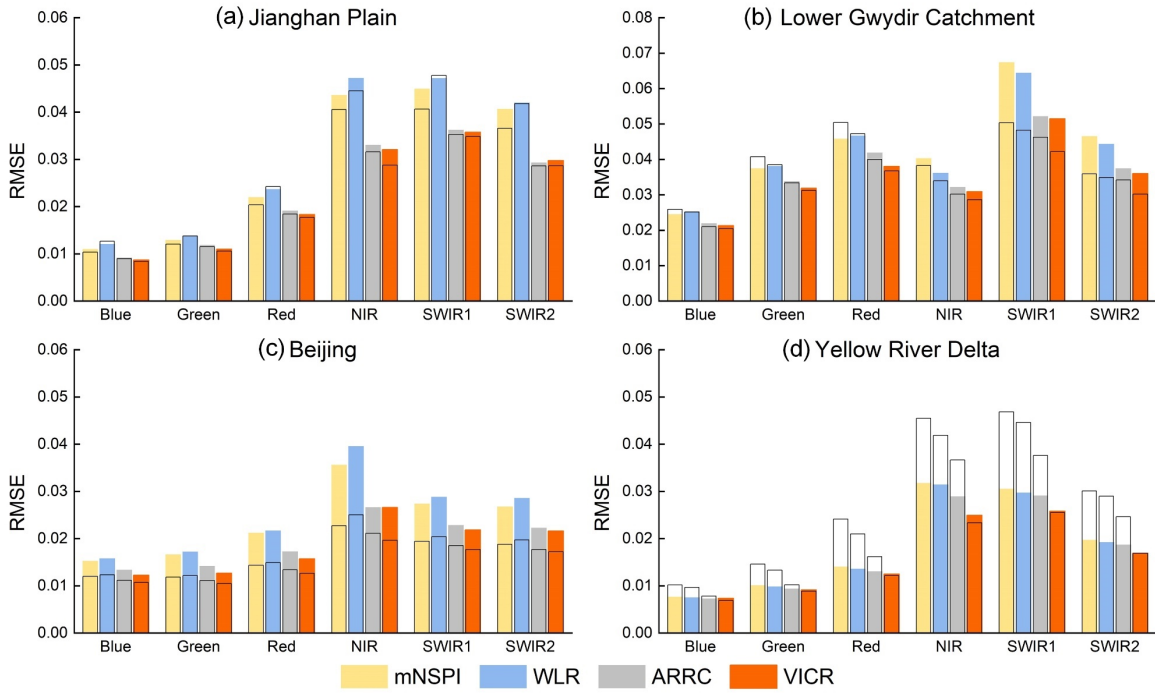 (a) Jianghan Plain
RMSE
0.06
0.05
0.04
0.03
0.02
0.01
0.00
Blue Green Red NIR SWIR1 SWIR2
(b) Lower Gwydir Catchment
RMSE
0.08
0.07
0.06
0.05
0.04
0.03
0.02
0.01
0.00
Blue Green Red NIR SWIR1 SWIR2
(c) Beijing
RMSE
0.06
0.05
0.04
0.03
0.02
0.01
0.00
Blue Green Red NIR SWIR1 SWIR2
(d) Yellow River Delta
RMSE
0.06
0.05
0.04
0.03
0.02
0.01
0.00
Blue Green Red NIR SWIR1 SWIR2
mNSPI WLR ARRC VICR